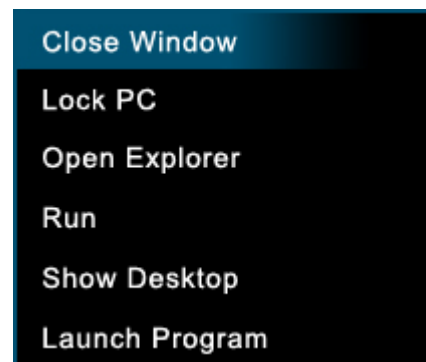 Close Window
Lock PC
Open Explorer
Run
Show Desktop
Launch Program